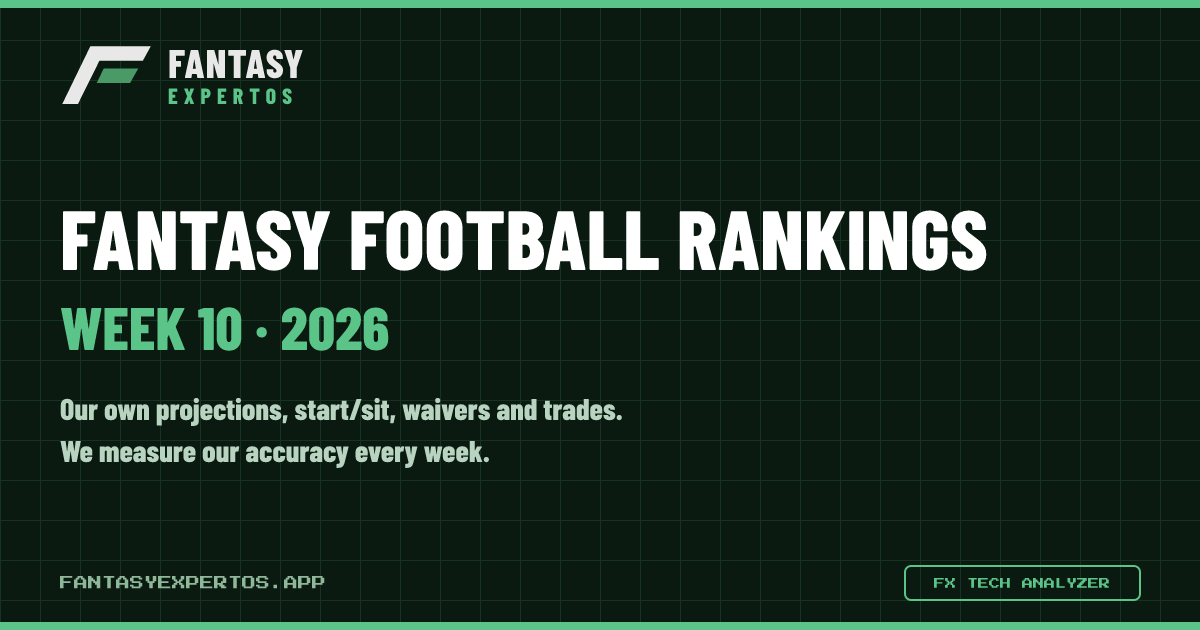 FANTASY
EXPERTOS
FANTASY FOOTBALL RANKINGS
WEEK 10 · 2026
Our own projections, start/sit, waivers and trades.
We measure our accuracy every week.
FANTASYEXPERTOS.APP
FX TECH ANALYZER